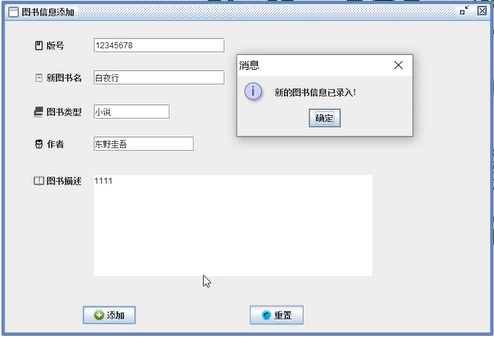 图书信息添加
版号
12345678
新图书名
白夜行
图书类型
小说
作者
东野圭吾
图书描述
1111
添加
重置
消息
新的图书信息已录入!
确定